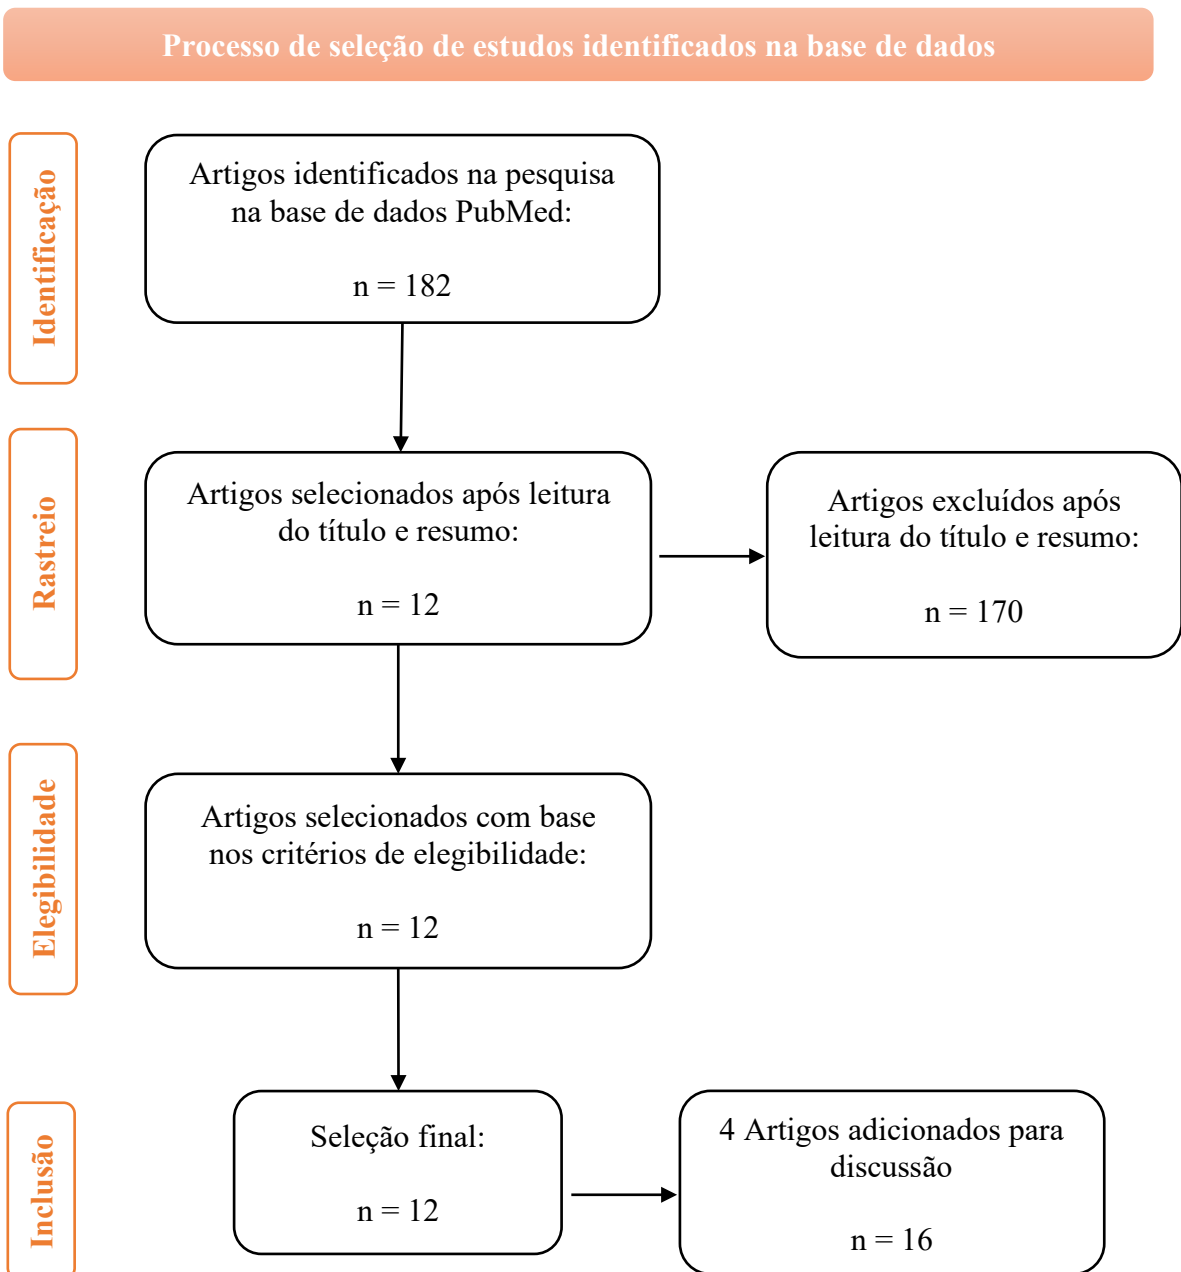 Processo de seleção de estudos identificados na base de dados
Identificação
Artigos identificados na pesquisa
na base de dados PubMed:
n = 182
Rastreio
Artigos selecionados após leitura
do título e resumo:
n = 12
Artigos excluídos após
leitura do título e resumo:
n = 170
Elegibilidade
Artigos selecionados com base
nos critérios de elegibilidade:
n = 12
Inclusão
Seleção final:
n = 12
4 Artigos adicionados para
discussão
n = 16